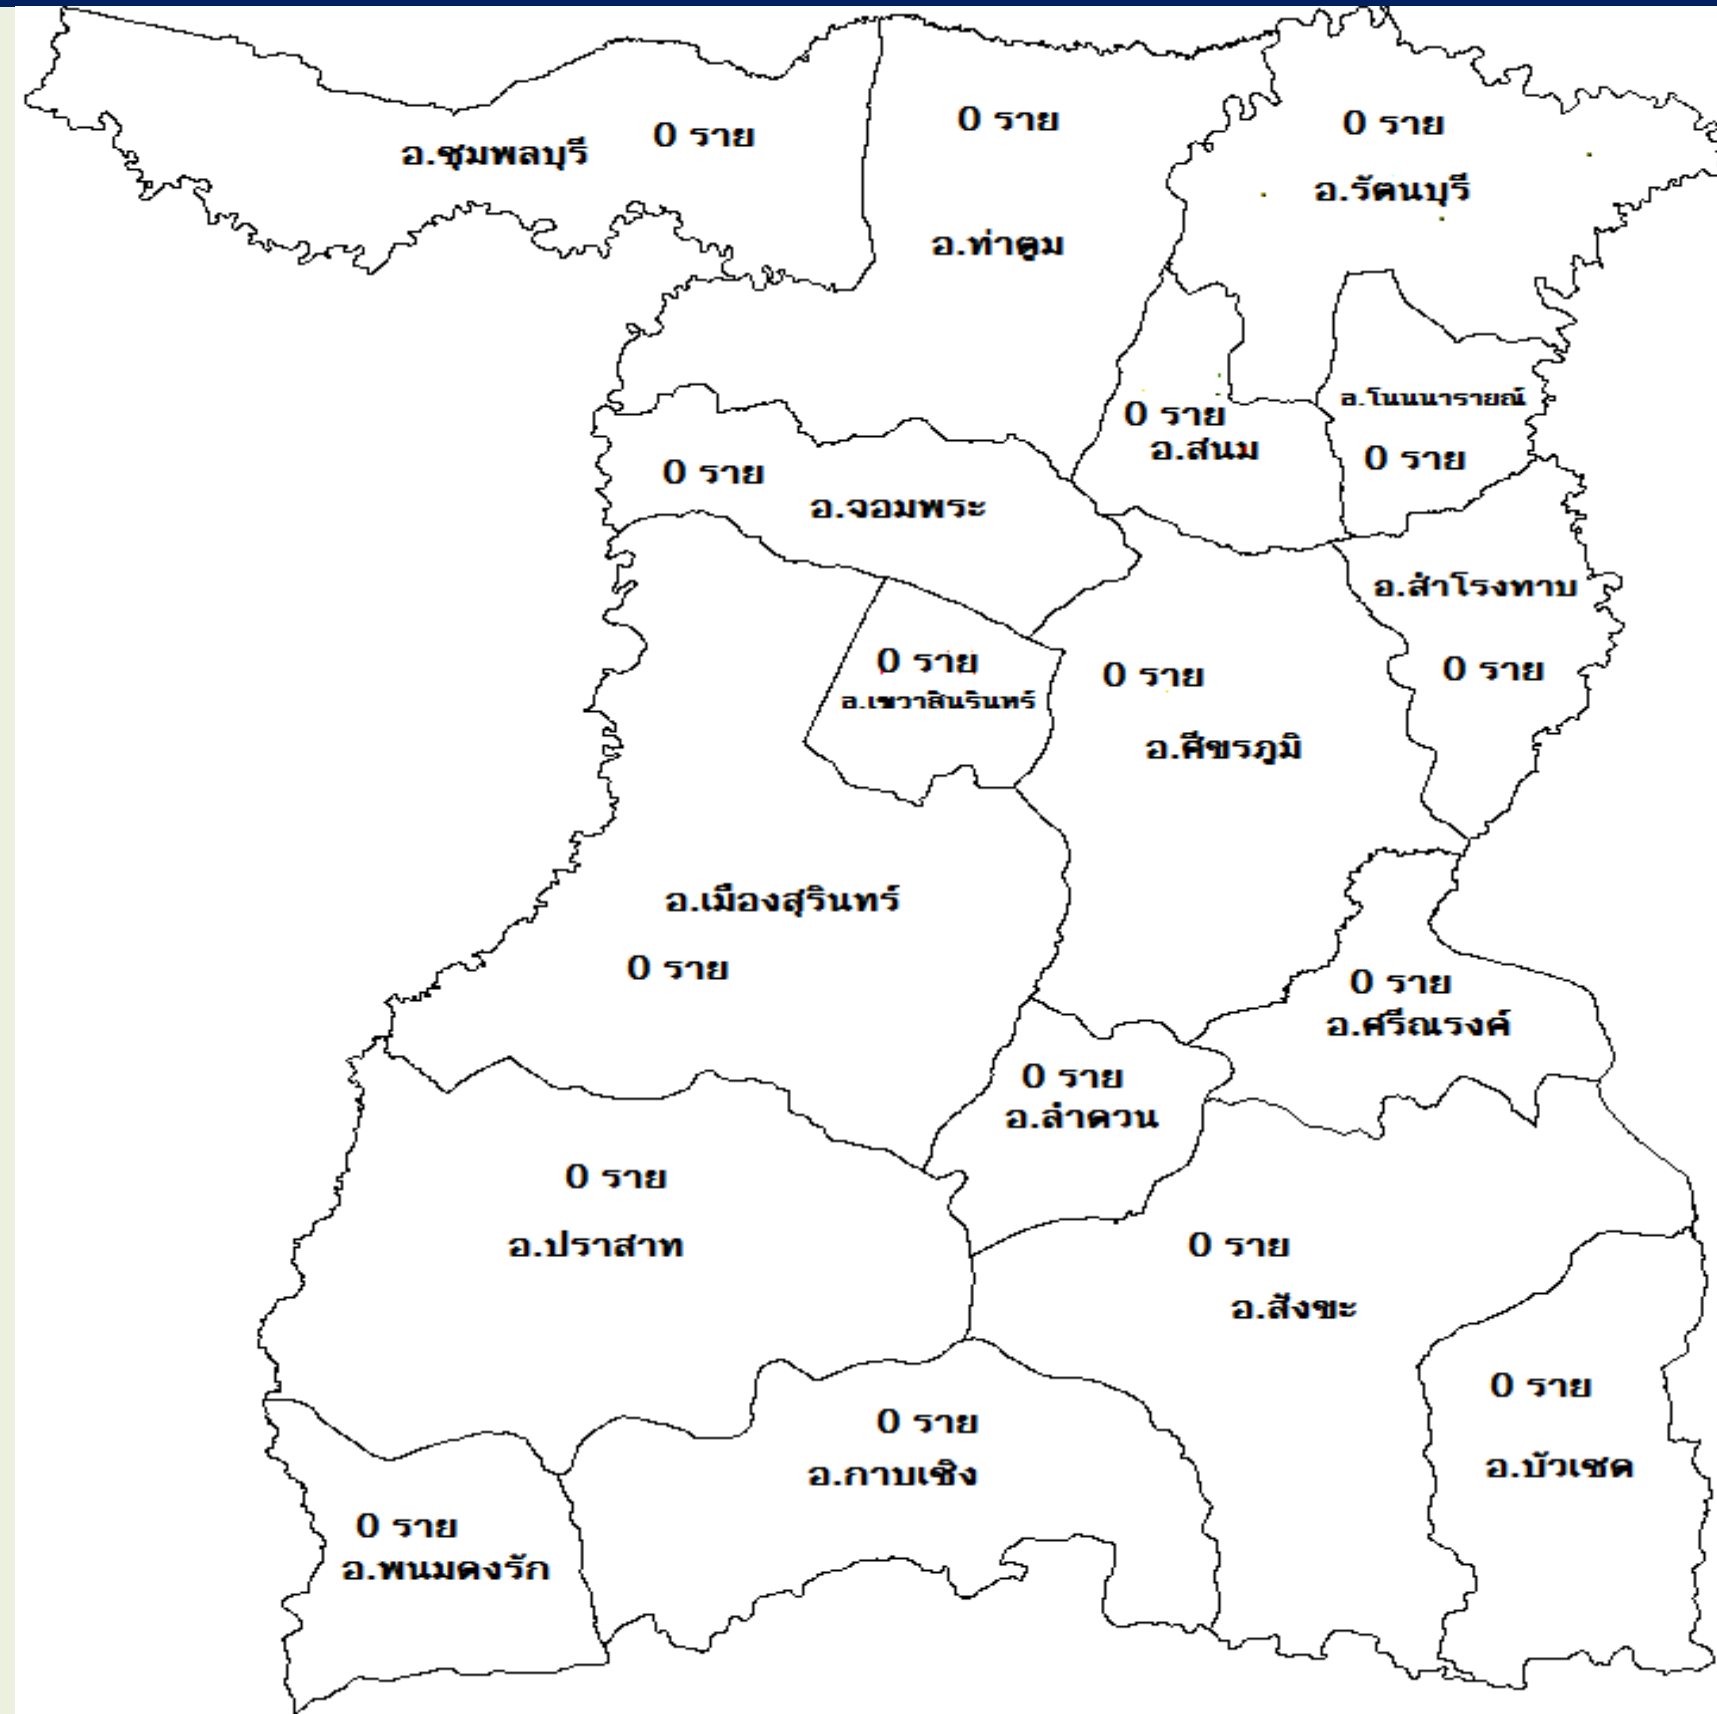 0 ราย
อ.ชุมพลบุรี
0 ราย
อ.ท่าตูม
0 ราย
อ.รัตนบุรี
0 ราย
อ.สนม
อ.โนนนารายณ์
0 ราย
0 ราย
อ.จอมพระ
อ.สำโรงทาบ
0 ราย
0 ราย
อ.เขวาสินรินทร์
0 ราย
อ.ศีขรภูมิ
อ.เมืองสุรินทร์
0 ราย
0 ราย
อ.ศรีณรงค์
0 ราย
อ.ลำดวน
0 ราย
อ.ปราสาท
0 ราย
อ.สังขะ
0 ราย
อ.บัวเชด
0 ราย
อ.กาบเชิง
0 ราย
อ.พนมดงรัก